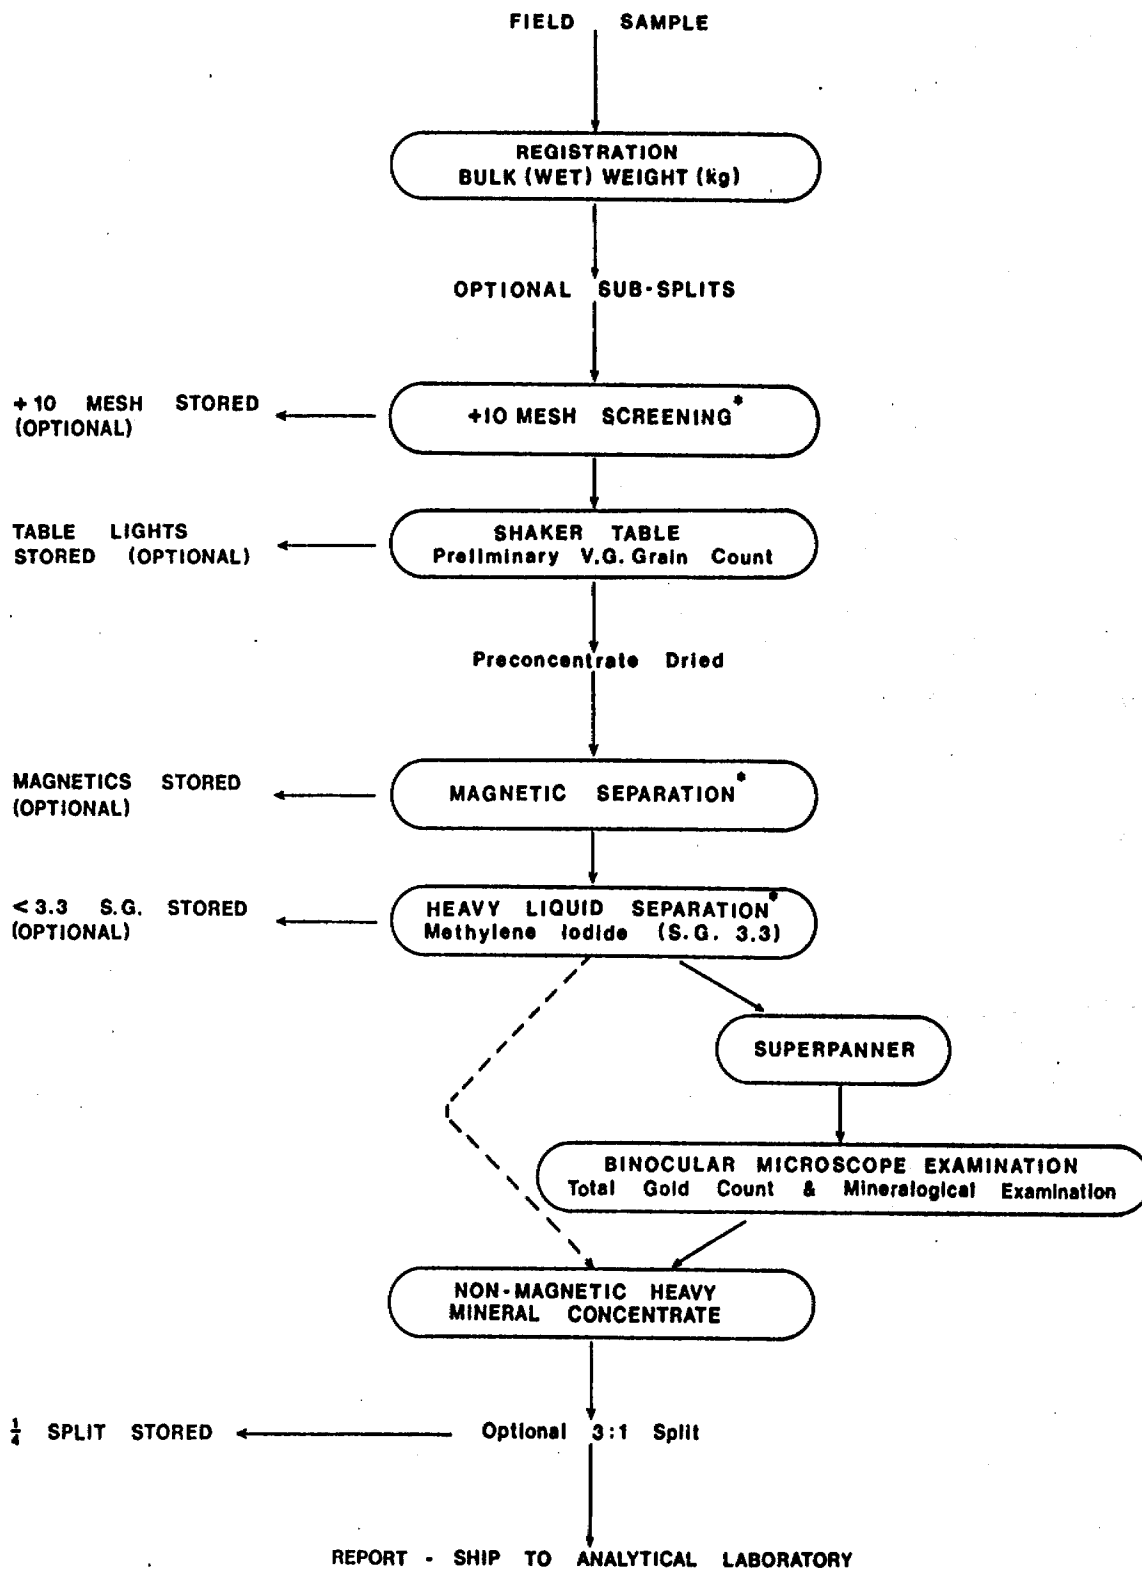 FIELD SAMPLE
REGISTRATION
BULK (WET) WEIGHT (kg)
OPTIONAL SUB-SPLITS
+10 MESH STORED
(OPTIONAL)
+10 MESH SCREENING*
TABLE LIGHTS
STORED (OPTIONAL)
SHAKER TABLE
Preliminary V.G. Grain Count
Preconcentrate Dried
MAGNETICS STORED
(OPTIONAL)
MAGNETIC SEPARATION*
<3.3 S.G. STORED
(OPTIONAL)
HEAVY LIQUID SEPARATION*
Methylene Iodide (S.G. 3.3)
SUPERPANNER
BINOCULAR MICROSCOPE EXAMINATION
Total Gold Count & Mineralogical Examination
NON-MAGNETIC HEAVY
MINERAL CONCENTRATE
1/4 SPLIT STORED
Optional 3:1 Split
REPORT - SHIP TO ANALYTICAL LABORATORY